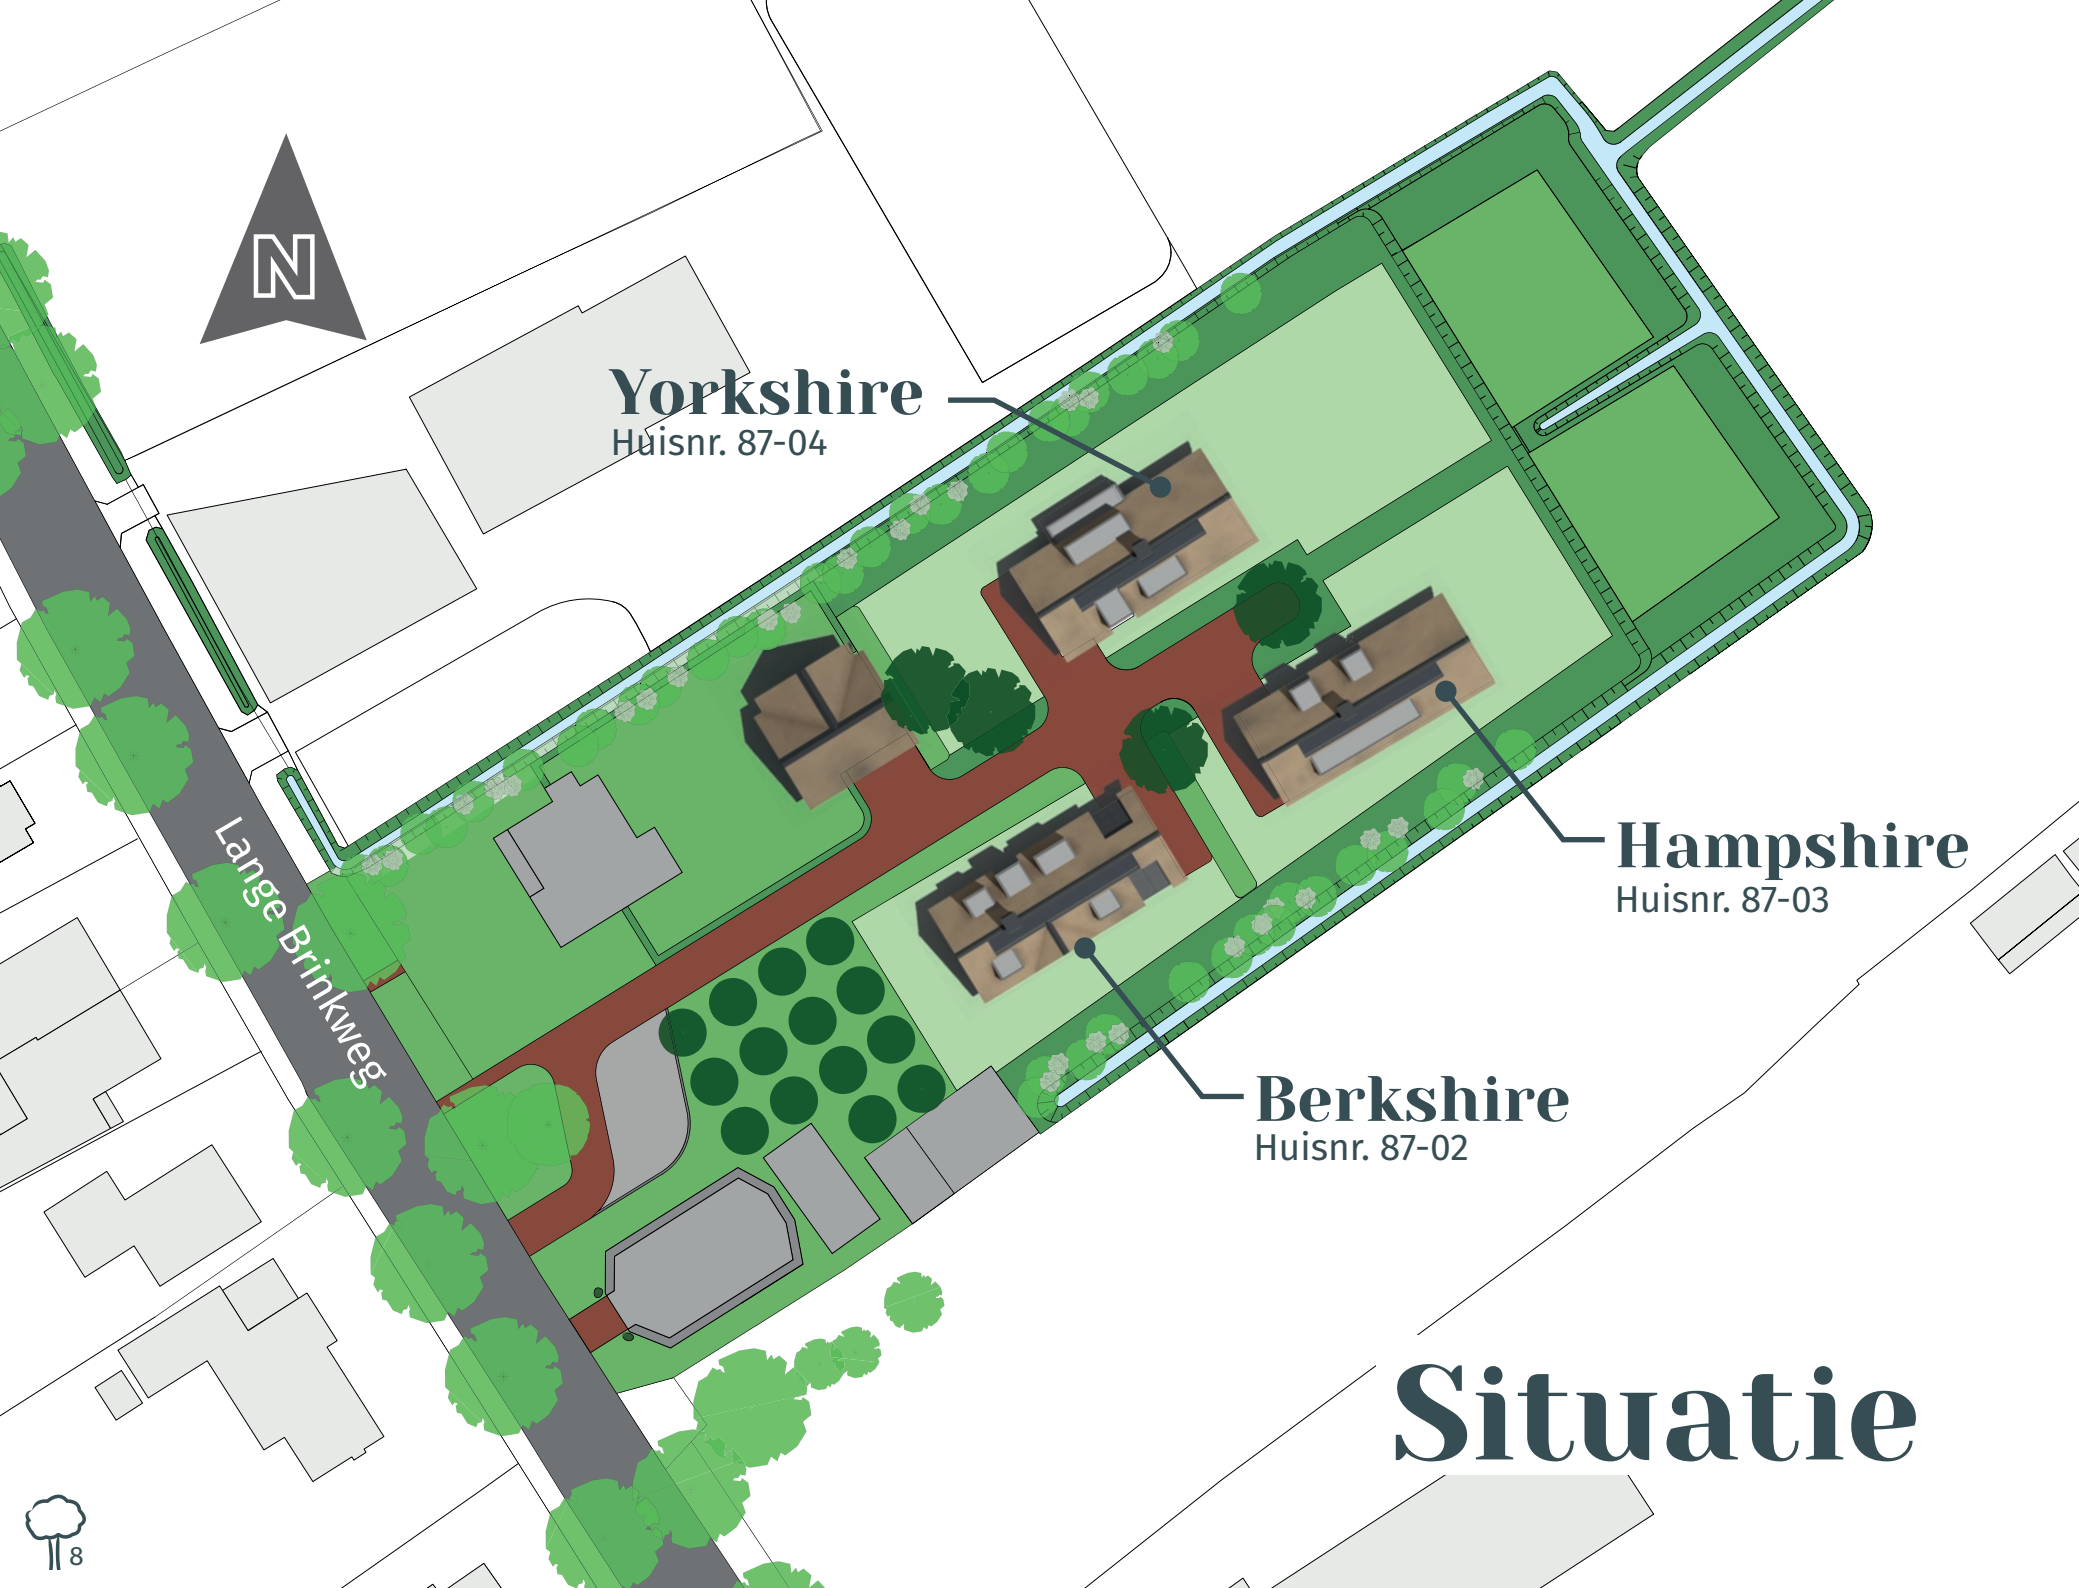 N
Yorkshire
Huisnr. 87-04
Lange Brinkweg
Hampshire
Huisnr. 87-03
Berkshire
Huisnr. 87-02
Situatie
8